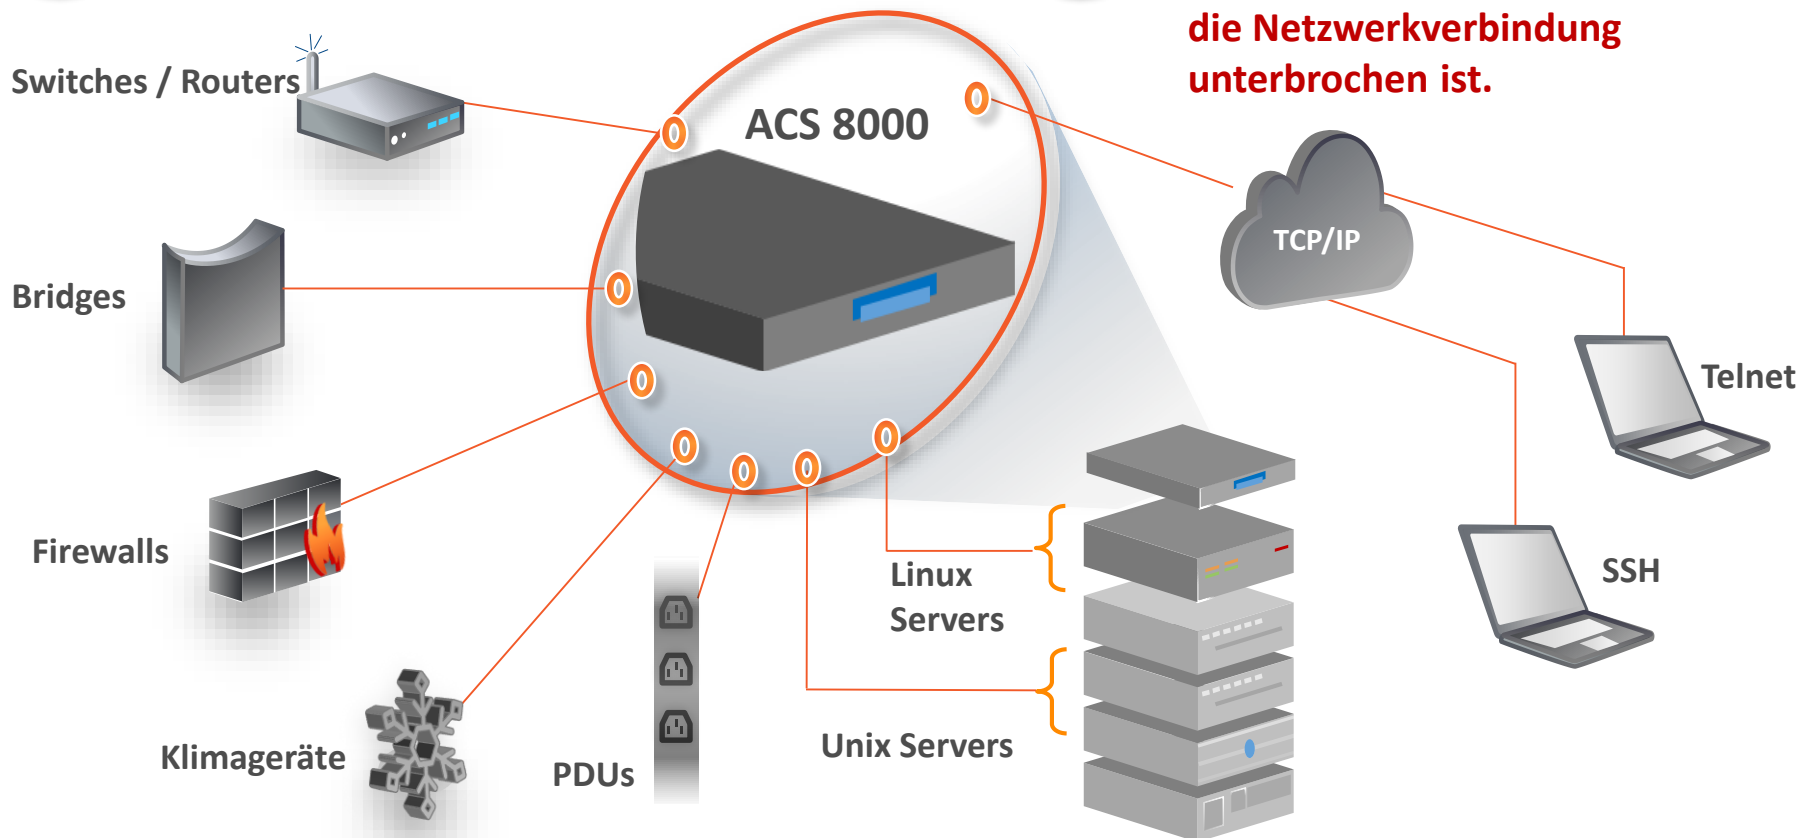 die Netzwerkverbindung
unterbrochen ist.
Switches / Routers
ACS 8000
TCP/IP
Bridges
Telnet
Firewalls
Linux
Servers
SSH
Klimageräte
PDUs
Unix Servers